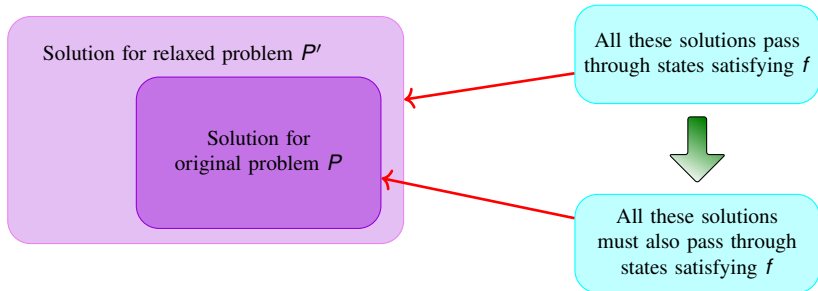 Solution for relaxed problem P′
Solution for
original problem P
All these solutions pass
through states satisfying f
All these solutions
must also pass through
states satisfying f